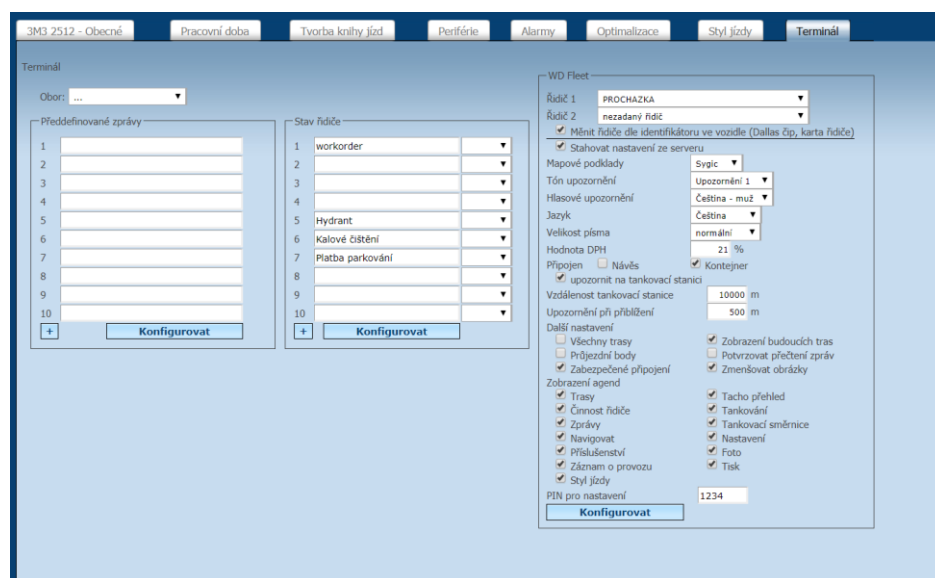 3M3 2512 - Obecné
Pracovní doba
Tvorba knihy jízd
Periférie
Alarmy
Optimalizace
Styl jízdy
Terminál
Terminál
Obor: ...
Předdefinované zprávy
1
2
3
4
5
6
7
8
9
10
+ Konfigurovat
Stav řidiče
1 workorder
2
3
4
5 Hydrant
6 Kalové čištění
7 Platba parkování
8
9
10
+ Konfigurovat
WD Fleet
Řidič 1 PROCHAZKA
Řidič 2 nezadaný řidič
Měnit řidiče dle identifikátoru ve vozidle (Dallas čip, karta řidiče)
Stahovat nastavení ze serveru
Mapové podklady Sygic
Tón upozornění Upozornění 1
Hlasové upozornění Čeština - muž
Jazyk Čeština
Velikost písma normální
Hodnota DPH 21 %
Připojen Návěs Kontejner
upozornit na tankovací stanici
Vzdálenost tankovací stanice 10000 m
Upozornění při přiblížení 500 m
Další nastavení
Všechny trasy Zobrazení budoucích tras
Průjezdní body Potvrzovat přečtení zpráv
Zabezpečené připojení Zmenšovat obrázky
Zobrazení agend
Trasy Tacho přehled
Činnost řidiče Tankování
Zprávy Tankovací směrnice
Navigovat Nastavení
Příslušenství Foto
Záznam o provozu Tisk
Styl jízdy
PIN pro nastavení 1234
Konfigurovat